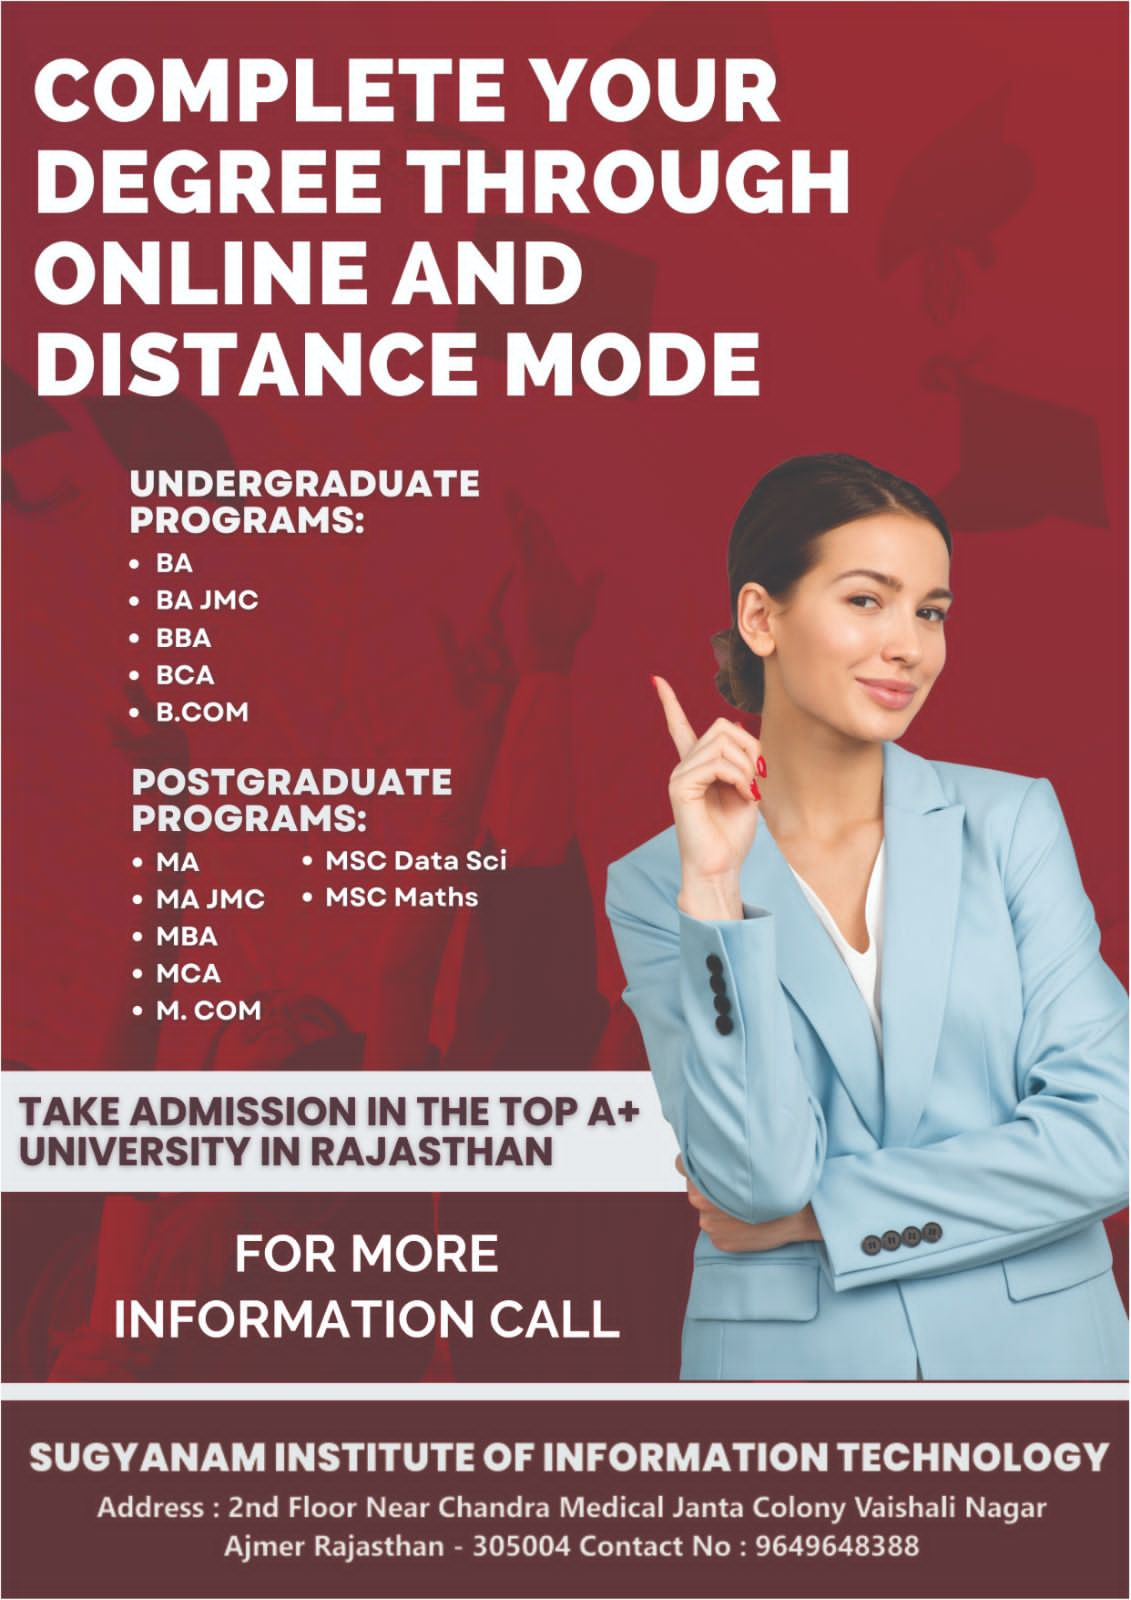 COMPLETE YOUR
DEGREE THROUGH
ONLINE AND
DISTANCE MODE
UNDERGRADUATE
PROGRAMS:
• BA
• BA JMC
• BBA
• BCA
• B.COM
POSTGRADUATE
PROGRAMS:
• MA
• MA JMC
• MBA
• MCA
• M. COM
• MSC Data Sci
• MSC Maths
TAKE ADMISSION IN THE TOP A+
UNIVERSITY IN RAJASTHAN
FOR MORE
INFORMATION CALL
SUGYANAM INSTITUTE OF INFORMATION TECHNOLOGY
Address : 2nd Floor Near Chandra Medical Janta Colony Vaishali Nagar
Ajmer Rajasthan - 305004 Contact No : 9649648388